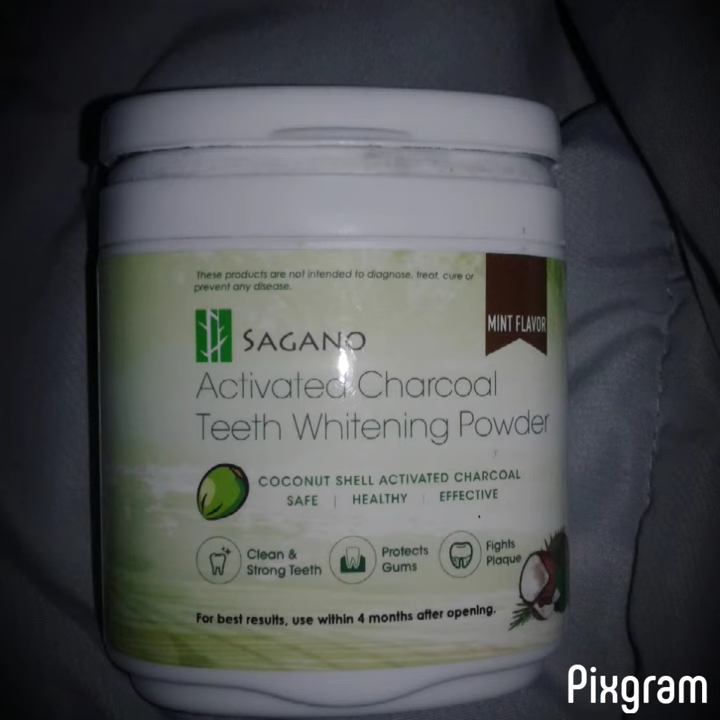 These products are not intended to diagnose, treat, cure or
prevent any disease.
MINT FLAVOR
SAGANO
Activated Charcoal
Teeth Whitening Powder
COCONUT SHELL ACTIVATED CHARCOAL
SAFE | HEALTHY | EFFECTIVE
Clean &
Strong Teeth
Protects
Gums
Fights
Plaque
For best results, use within 4 months after opening.
Pixgram